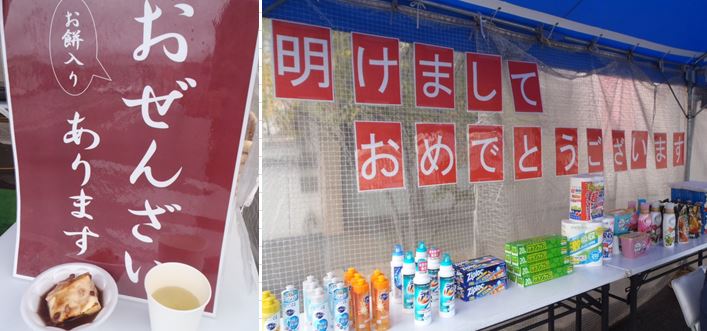 おぜんざい
お餅入り
あります
明けまして
おめでとうございます
Ziploc